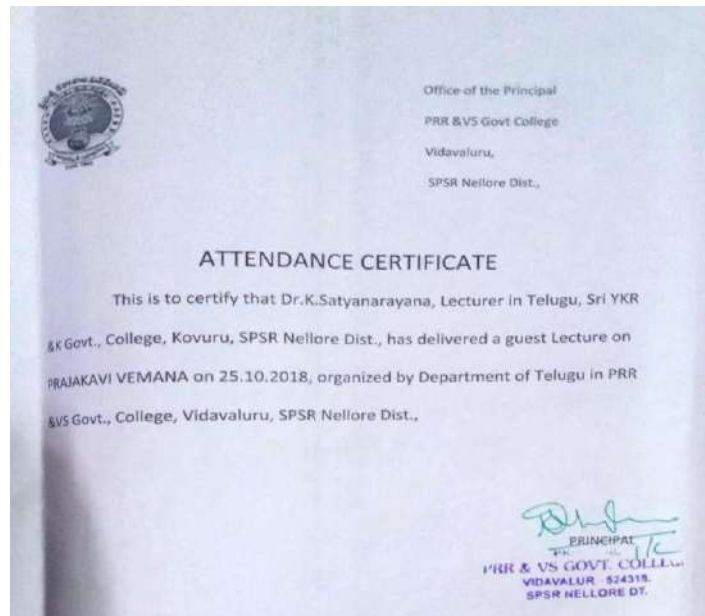 Office of the Principal
PRR &VS Govt College
Vidavaluru,
SPSR Nellore Dist.,
ATTENDANCE CERTIFICATE
This is to certify that Dr.K.Satyanarayana, Lecturer in Telugu, Sri YKR
&K Govt., College, Kovuru, SPSR Nellore Dist., has delivered a guest Lecture on
PRAJAKAVI VEMANA on 25.10.2018, organized by Department of Telugu in PRR
&VS Govt., College, Vidavaluru, SPSR Nellore Dist.,
PRINCIPAL
I/C
PRR & VS GOVT. COLLEGE
VIDAVALUR - 524318.
SPSR NELLORE DT.